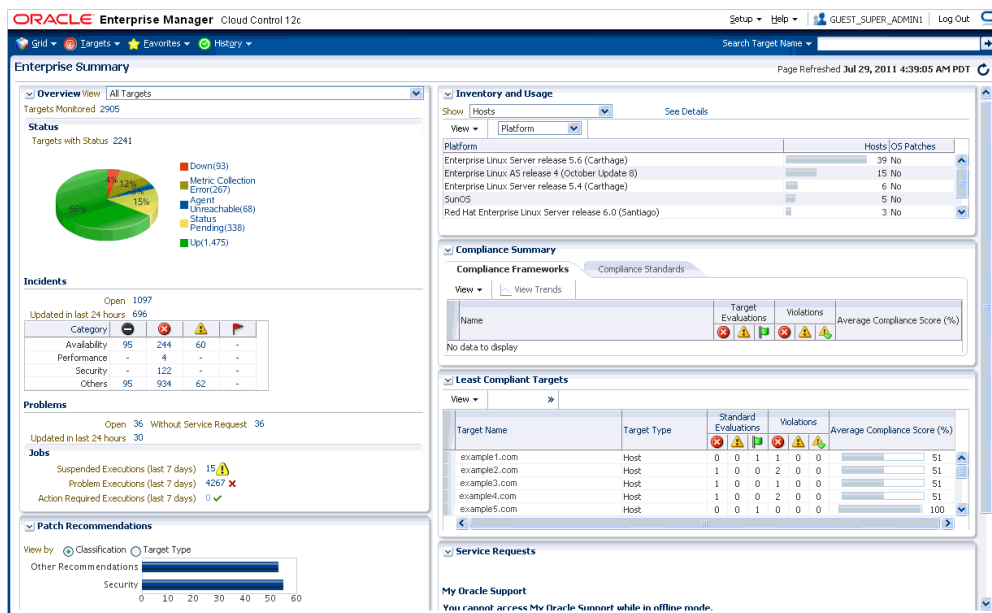 ORACLE Enterprise Manager Cloud Control 12c
Setup Help GUEST_SUPER_ADMIN1 Log Out
Grid Targets Favorites History
Search Target Name
Enterprise Summary
Page Refreshed Jul 29, 2011 4:39:05 AM PDT
Overview View All Targets
Targets Monitored 2905
Status
Targets with Status 2241
4% 12% 3% 15% 66%
Down(93)
Metric Collection
Error(267)
Agent
Unreachable(68)
Status
Pending(338)
Up(1.475)
Incidents
Open 1097
Updated in last 24 hours 696
Category
Availability 95 244 60 -
Performance - 4 - -
Security - 122 - -
Others 95 934 62 -
Problems
Open 36 Without Service Request 36
Updated in last 24 hours 30
Jobs
Suspended Executions (last 7 days) 15
Problem Executions (last 7 days) 4267
Action Required Executions (last 7 days) 0
Patch Recommendations
View by Classification Target Type
Other Recommendations
Security
0 10 20 30 40 50 60
Inventory and Usage
Show Hosts See Details
View Platform
Platform Hosts OS Patches
Enterprise Linux Server release 5.6 (Carthage) 39 No
Enterprise Linux AS release 4 (October Update 8) 15 No
Enterprise Linux Server release 5.4 (Carthage) 6 No
SunOS 5 No
Red Hat Enterprise Linux Server release 6.0 (Santiago) 3 No
Compliance Summary
Compliance Frameworks Compliance Standards
View View Trends
Name Target Evaluations Violations Average Compliance Score (%)
No data to display
Least Compliant Targets
View »
Target Name Target Type Standard Evaluations Violations Average Compliance Score (%)
example1.com Host 0 0 1 1 0 0 51
example2.com Host 1 0 0 2 0 0 51
example3.com Host 1 0 0 1 0 0 51
example4.com Host 1 0 0 2 0 0 51
example5.com Host 0 0 1 0 0 0 100
Service Requests
My Oracle Support
You cannot access My Oracle Support while in offline mode.